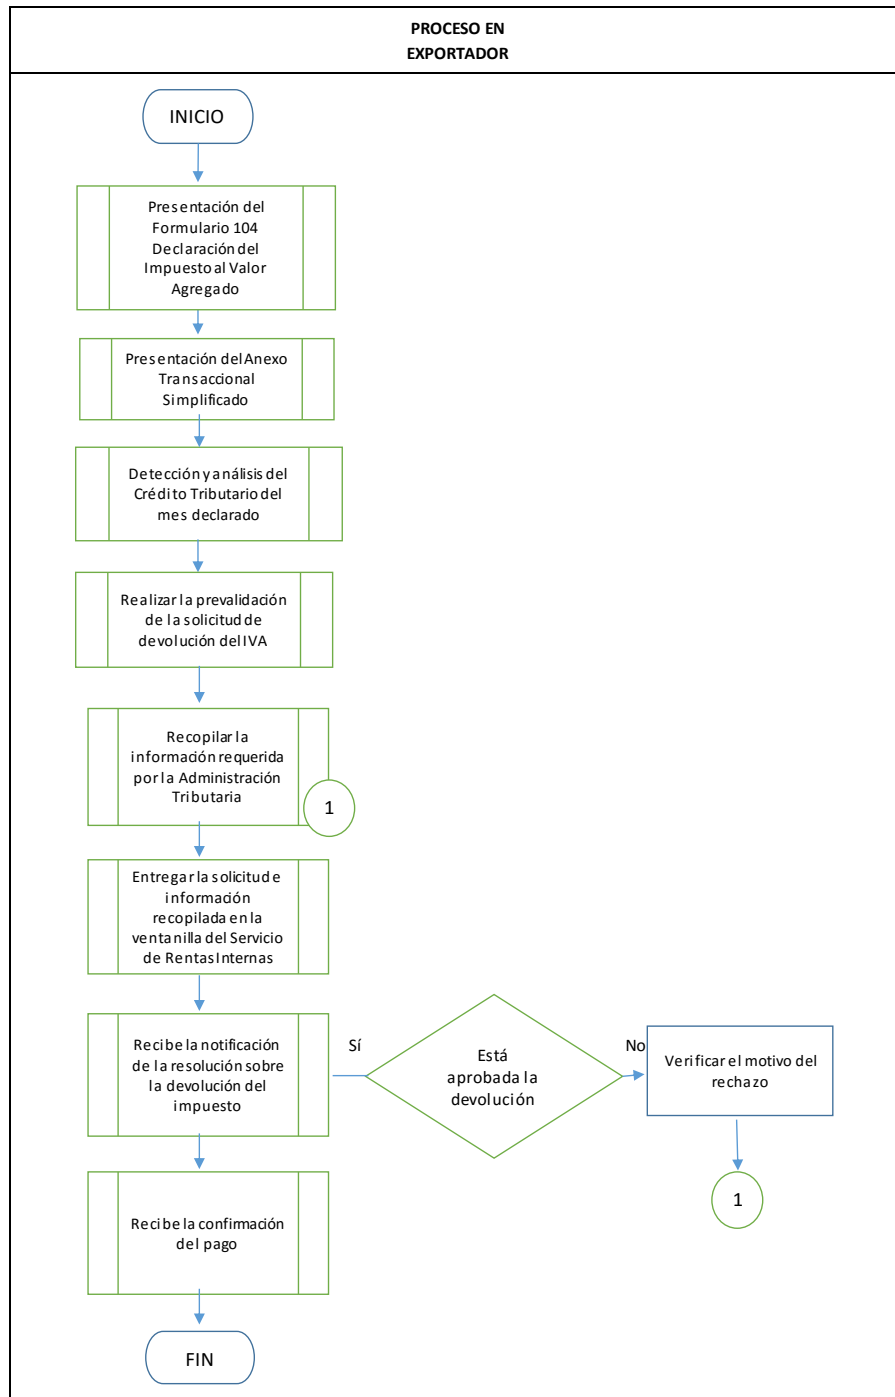 PROCESO EN
EXPORTADOR
INICIO
Presentación del
Formulario 104
Declaración del
Impuesto al Valor
Agregado
Presentación del Anexo
Transaccional
Simplificado
Detección y análisis del
Crédito Tributario del
mes declarado
Realizar la prevalidación
de la solicitud de
devolución del IVA
Recopilar la
información requerida
por la Administración
Tributaria
1
Entregar la solicitud e
información
recopilada en la
ventanilla del Servicio
de Rentas Internas
Recibe la notificación
de la resolución sobre
la devolución del
impuesto
Sí
Está
aprobada la
devolución
No
Verificar el motivo del
rechazo
1
Recibe la confirmación
del pago
FIN